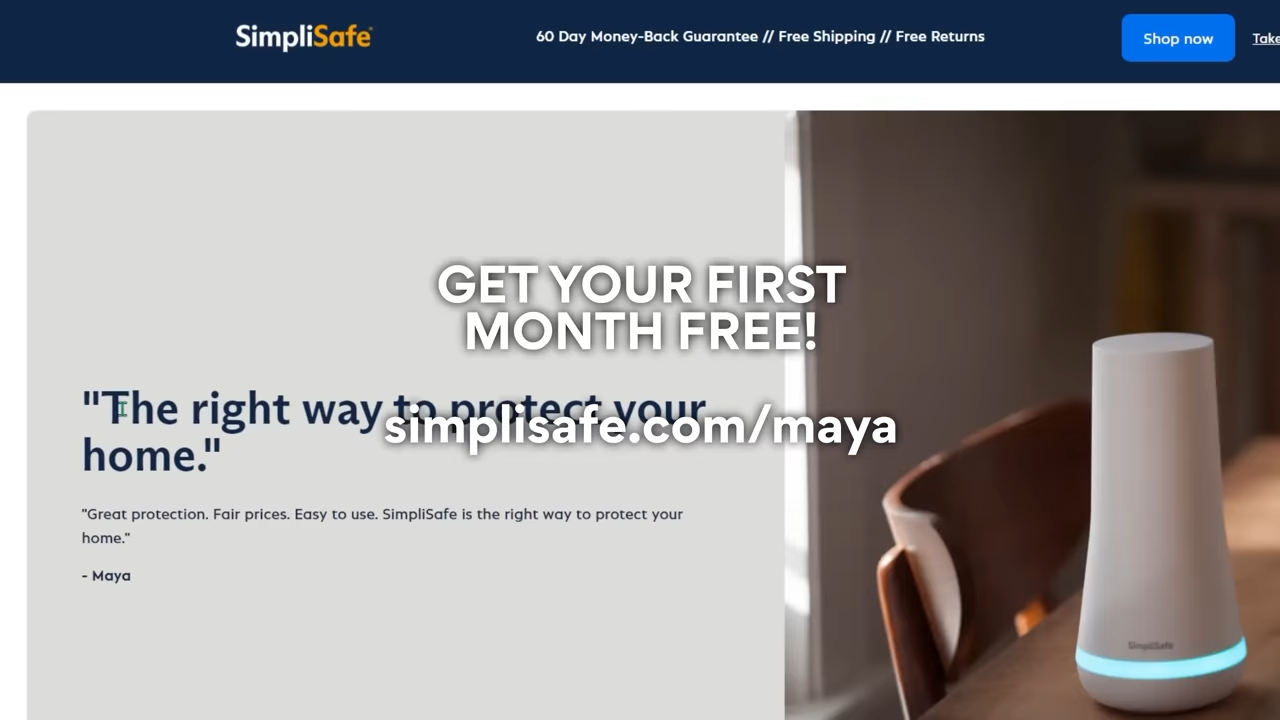 SimpliSafe
60 Day Money-Back Guarantee // Free Shipping // Free Returns
Shop now
Take
GET YOUR FIRST
MONTH FREE!
"The right way to protect your
home."
simplisafe.com/maya
"Great protection. Fair prices. Easy to use. SimpliSafe is the right way to protect your
home."
- Maya
SimpliSafe